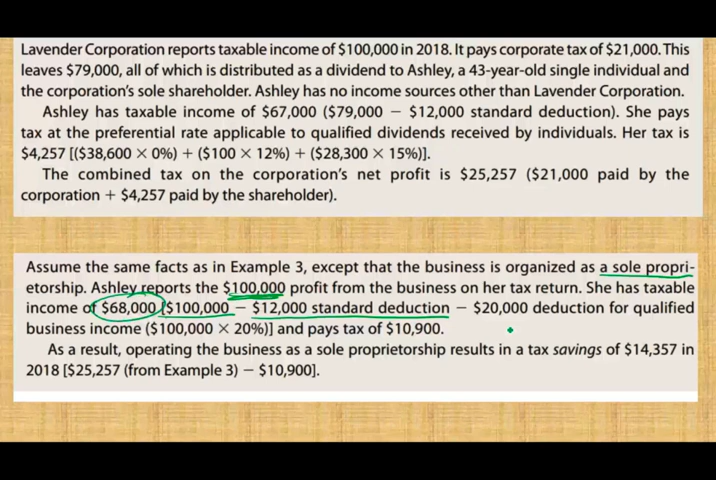 Lavender Corporation reports taxable income of $100,000 in 2018. It pays corporate tax of $21,000. This
leaves $79,000, all of which is distributed as a dividend to Ashley, a 43-year-old single individual and
the corporation's sole shareholder. Ashley has no income sources other than Lavender Corporation.
Ashley has taxable income of $67,000 ($79,000 − $12,000 standard deduction). She pays
tax at the preferential rate applicable to qualified dividends received by individuals. Her tax is
$4,257 [($38,600 × 0%) + ($100 × 12%) + ($28,300 × 15%)].
The combined tax on the corporation's net profit is $25,257 ($21,000 paid by the
corporation + $4,257 paid by the shareholder).
Assume the same facts as in Example 3, except that the business is organized as a sole propri-
etorship. Ashley reports the $100,000 profit from the business on her tax return. She has taxable
income of $68,000 [$100,000 − $12,000 standard deduction − $20,000 deduction for qualified
business income ($100,000 × 20%)] and pays tax of $10,900.
As a result, operating the business as a sole proprietorship results in a tax savings of $14,357 in
2018 [$25,257 (from Example 3) − $10,900].